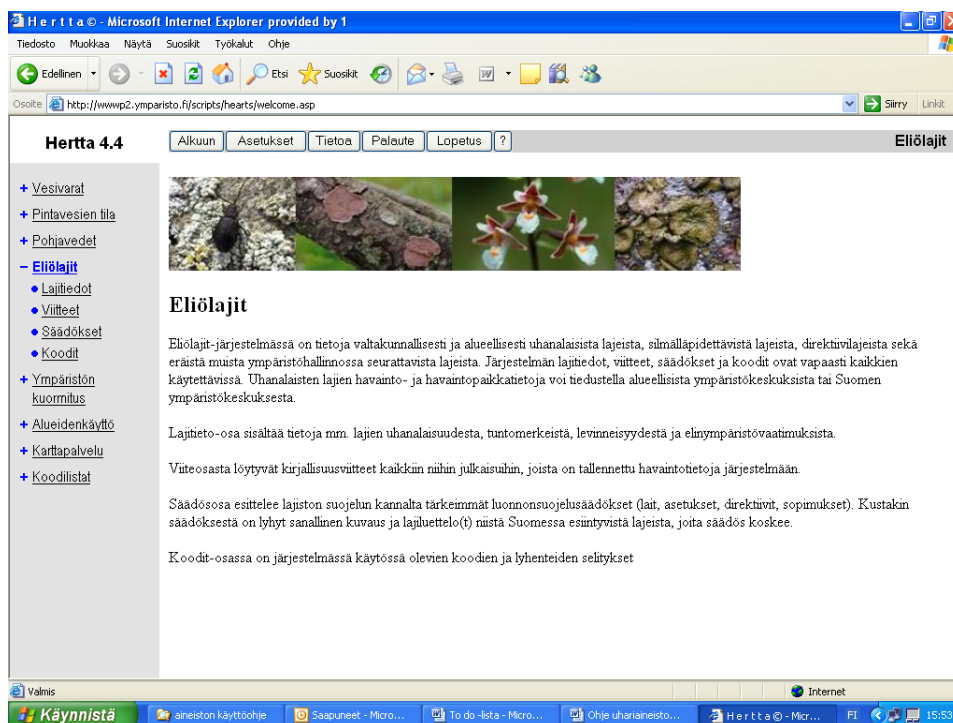 H e r t t a © - Microsoft Internet Explorer provided by 1
Tiedosto Muokkaa Näytä Suosikit Työkalut Ohje
Edellinen Etsi Suosikit
Osoite http://wwwp2.ymparisto.fi/scripts/hearts/welcome.asp Siirry Linkit
Hertta 4.4
Alkuun Asetukset Tietoa Palaute Lopetus ? Eliölajit
+ Vesivarat
+ Pintavesien tila
+ Pohjavedet
− Eliölajit
• Lajitiedot
• Viitteet
• Säädökset
• Koodit
+ Ympäristön
kuormitus
+ Alueidenkäyttö
+ Karttapalvelu
+ Koodilistat
Eliölajit
Eliölajit-järjestelmässä on tietoja valtakunnallisesti ja alueellisesti uhanalaisista lajeista, silmälläpidettävistä lajeista, direktiivilajeista sekä
eräistä muista ympäristöhallinnossa seurattavista lajeista. Järjestelmän lajitiedot, viitteet, säädökset ja koodit ovat vapaasti kaikkien
käytettävissä. Uhanalaisten lajien havainto- ja havaintopaikkatietoja voi tiedustella alueellisista ympäristökeskuksista tai Suomen
ympäristökeskuksesta.
Lajitieto-osa sisältää tietoja mm. lajien uhanalaisuudesta, tuntomerkeistä, levinneisyydestä ja elinympäristövaatimuksista.
Viiteosasta löytyvät kirjallisuusviitteet kaikkiin niihin julkaisuihin, joista on tallennettu havaintotietoja järjestelmään.
Säädösosa esittelee lajiston suojelun kannalta tärkeimmät luonnonsuojelusäädökset (lait, asetukset, direktiivit, sopimukset). Kustakin
säädöksestä on lyhyt sanallinen kuvaus ja lajiluettelo(t) niistä Suomessa esiintyvistä lajeista, joita säädös koskee.
Koodit-osassa on järjestelmässä käytössä olevien koodien ja lyhenteiden selitykset
Valmis Internet
Käynnistä aineiston käyttöohje Saapuneet - Micro... To do -lista - Micro... Ohje uhariaineisto... H e r t t a © - Micr... FI 15:53